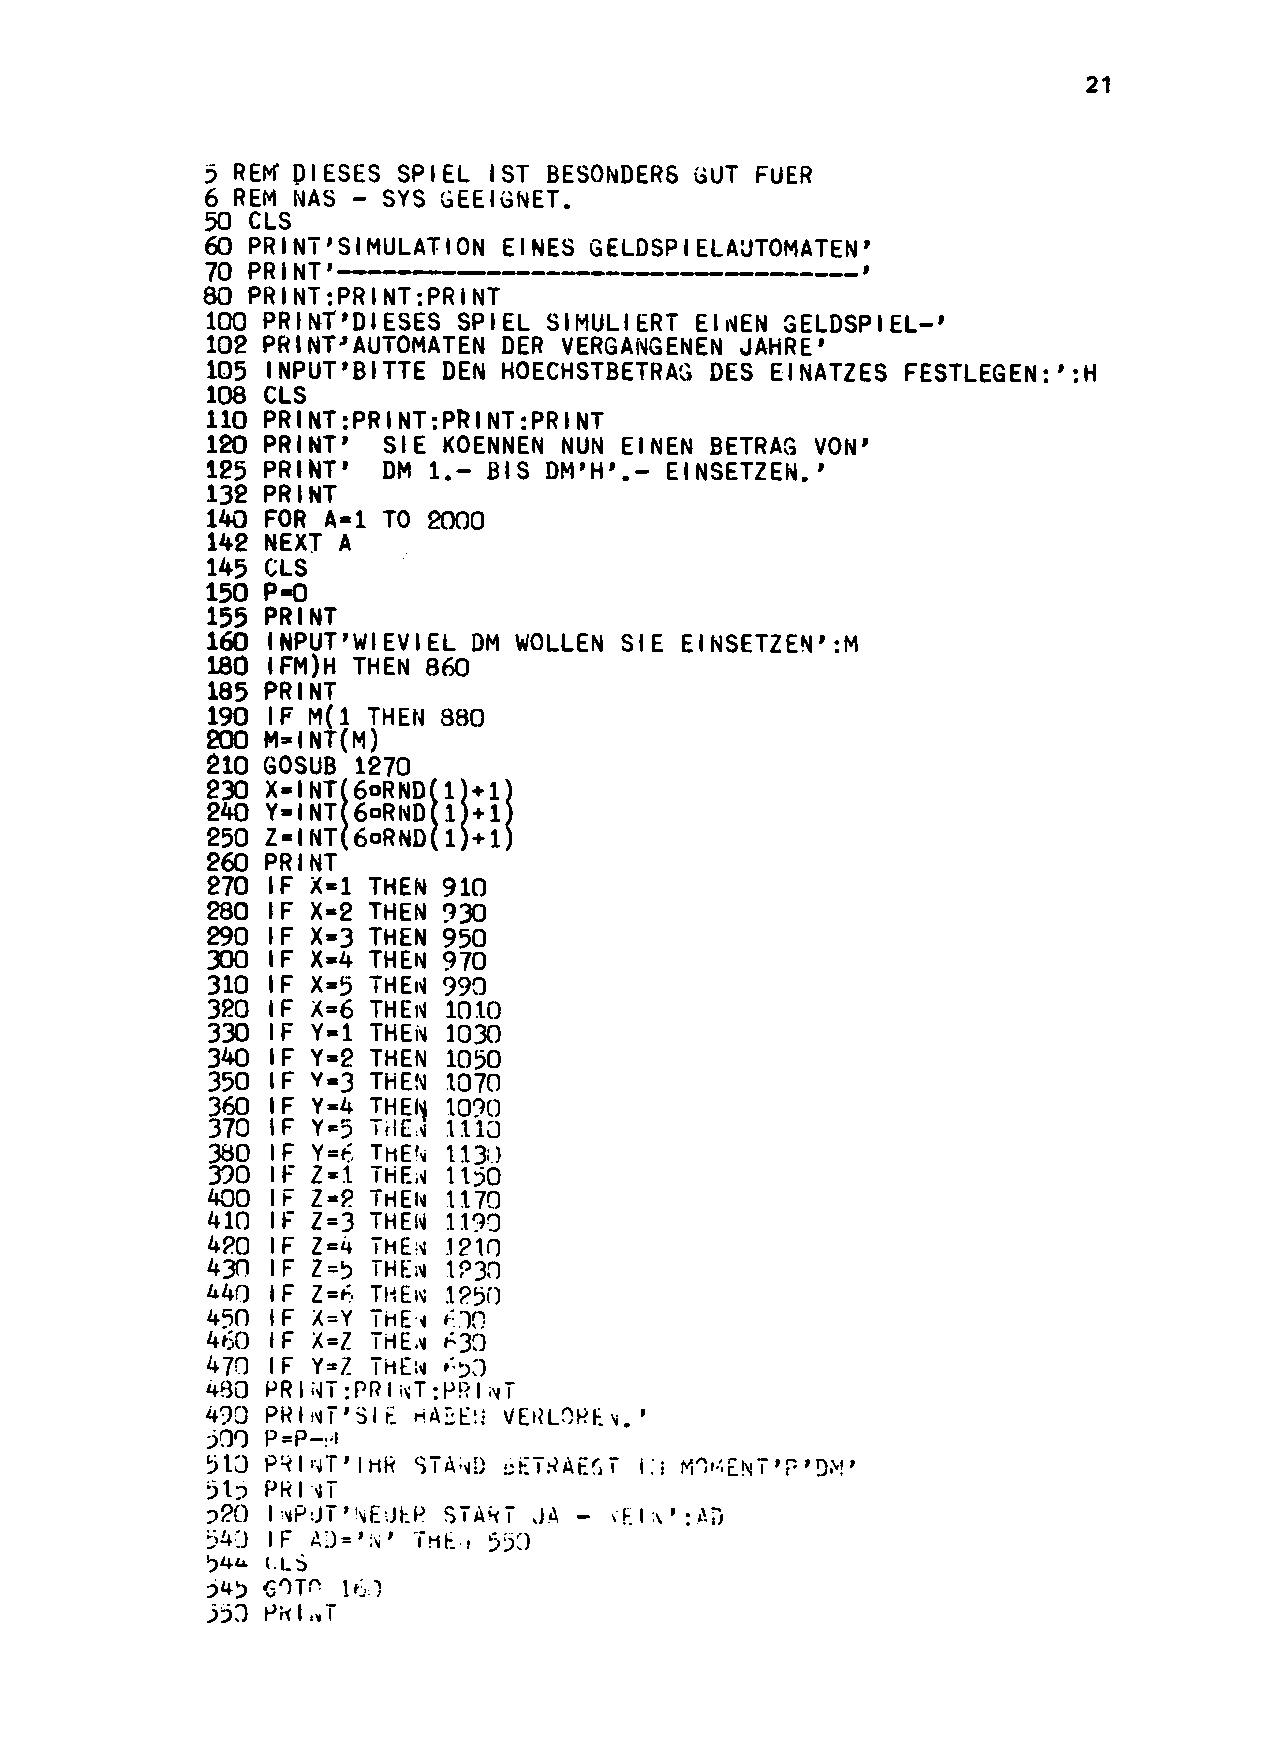 21
5 REM DIESES SPIEL IST BESONDERS GUT FUER
6 REM NAS - SYS GEEIGNET.
50 CLS
60 PRINT'SIMULATION EINES GELDSPIELAUTOMATEN'
70 PRINT'-----------------------------------'
80 PRINT:PRINT:PRINT
100 PRINT'DIESES SPIEL SIMULIERT EINEN GELDSPIEL-'
102 PRINT'AUTOMATEN DER VERGANGENEN JAHRE'
105 INPUT'BITTE DEN HOECHSTBETRAG DES EINATZES FESTLEGEN:':H
108 CLS
110 PRINT:PRINT:PRINT:PRINT
120 PRINT'  SIE KOENNEN NUN EINEN BETRAG VON'
125 PRINT'  DM 1.- BIS DM'H'.- EINSETZEN.'
132 PRINT
140 FOR A=1 TO 2000
142 NEXT A
145 CLS
150 P=0
155 PRINT
160 INPUT'WIEVIEL DM WOLLEN SIE EINSETZEN':M
180 IFM)H THEN 860
185 PRINT
190 IF M(1 THEN 880
200 M=INT(M)
210 GOSUB 1270
230 X=INT(6¤RND(1)+1)
240 Y=INT(6¤RND(1)+1)
250 Z=INT(6¤RND(1)+1)
260 PRINT
270 IF X=1 THEN 910
280 IF X=2 THEN 930
290 IF X=3 THEN 950
300 IF X=4 THEN 970
310 IF X=5 THEN 990
320 IF X=6 THEN 1010
330 IF Y=1 THEN 1030
340 IF Y=2 THEN 1050
350 IF Y=3 THEN 1070
360 IF Y=4 THEN 1090
370 IF Y=5 THEN 1110
380 IF Y=6 THEN 1130
390 IF Z=1 THEN 1150
400 IF Z=2 THEN 1170
410 IF Z=3 THEN 1190
420 IF Z=4 THEN 1210
430 IF Z=5 THEN 1230
440 IF Z=6 THEN 1250
450 IF X=Y THEN 600
460 IF X=Z THEN 630
470 IF Y=Z THEN 650
480 PRINT:PRINT:PRINT
490 PRINT'SIE HABEN VERLOREN.'
500 P=P-M
510 PRINT'IHR STAND BETRAEGT IM MOMENT'P'DM'
515 PRINT
520 INPUT'NEUER START JA - NEIN':AD
540 IF AD='N' THEN 550
544 CLS
545 GOTO 160
550 PRINT